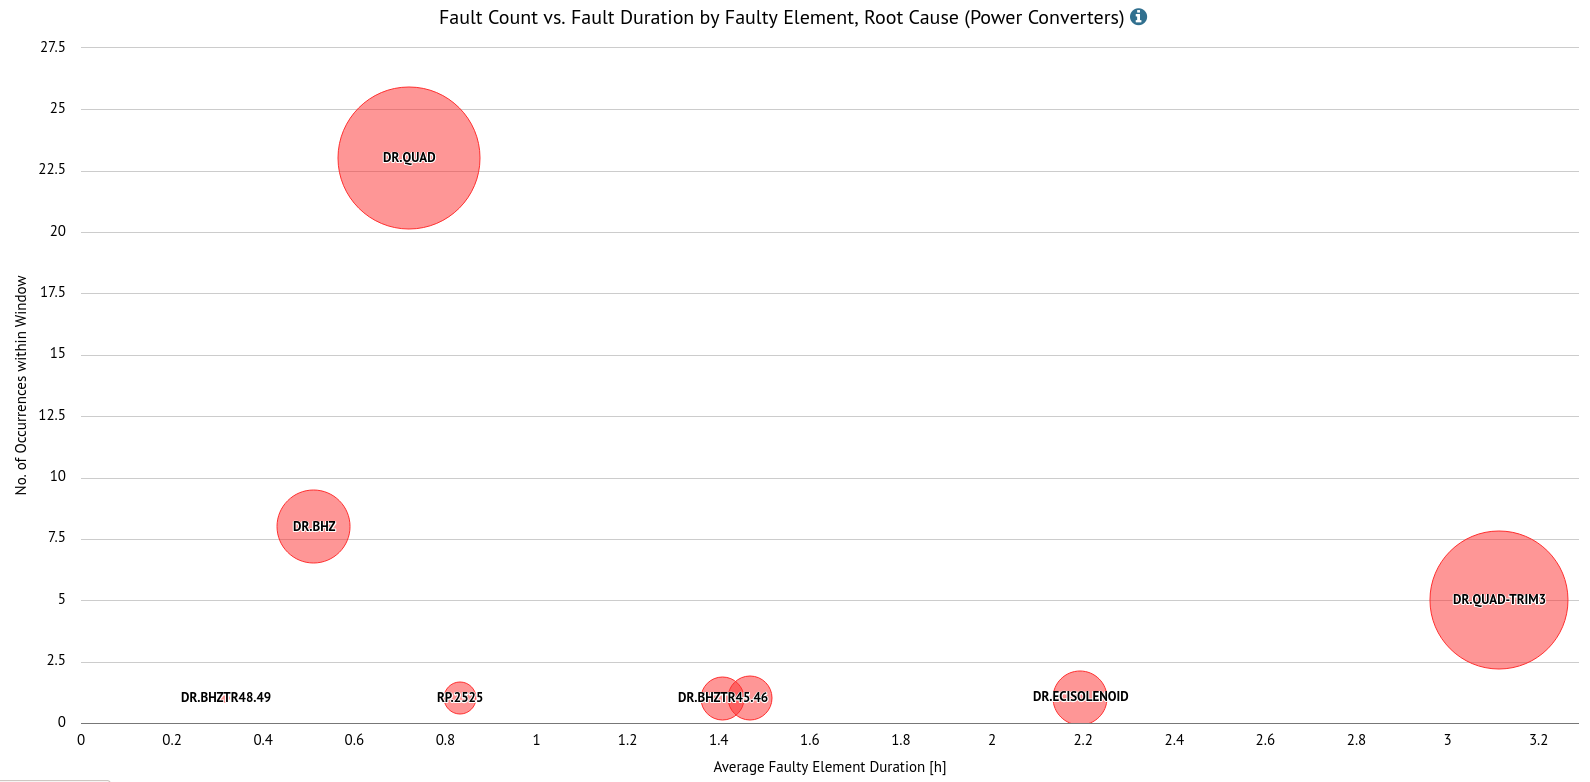 Fault Count vs. Fault Duration by Faulty Element, Root Cause (Power Converters)
27.5
25
22.5
20
17.5
15
12.5
10
7.5
5
2.5
0
No. of Occurrences within Window
DR.QUAD
DR.BHZ
DR.QUAD-TRIM3
DR.BHZTR48.49
RP.2525
DR.BHZTR45.46
DR.ECISOLENOID
0 0.2 0.4 0.6 0.8 1 1.2 1.4 1.6 1.8 2 2.2 2.4 2.6 2.8 3 3.2
Average Faulty Element Duration [h]